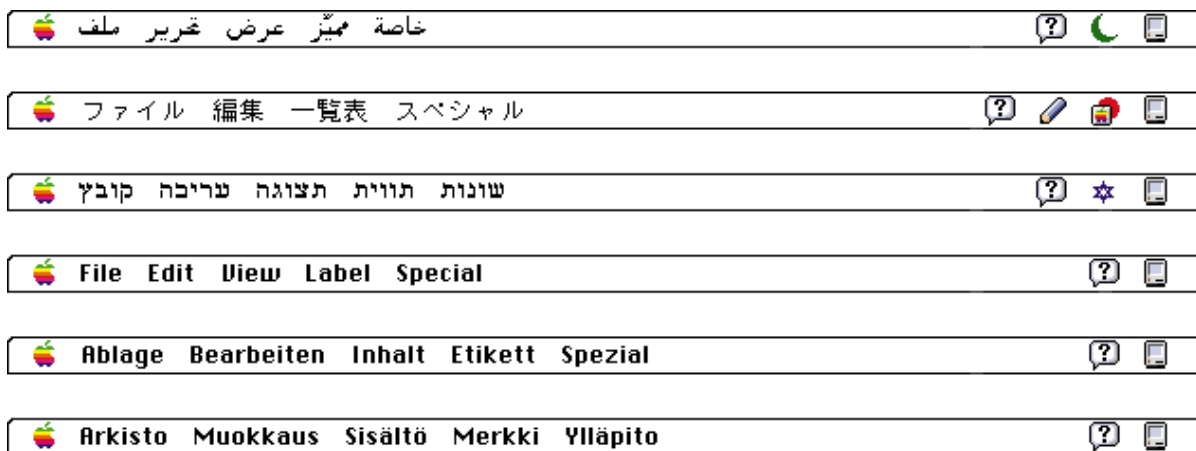 ملف تحرير عرض مميّز خاصة
ファイル 編集 一覧表 スペシャル
קובץ עריכה תצוגה תווית שונות
File Edit View Label Special
Ablage Bearbeiten Inhalt Etikett Spezial
Arkisto Muokkaus Sisältö Merkki Ylläpito